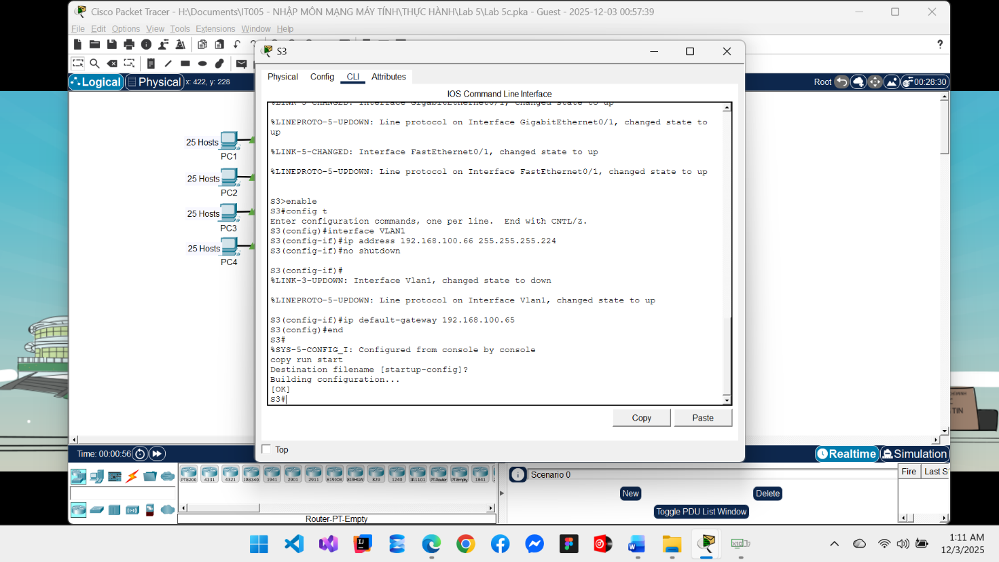 Cisco Packet Tracer - H:\Documents\IT005 - NHẬP MÔN MẠNG MÁY TÍNH\THỰC HÀNH\Lab 5\Lab 5c.pka - Guest - 2025-12-03 00:57:39
File Edit Options View Tools Extensions Window Help
S3
Logical Physical x: 422, y: 228
Root 00:28:30
Physical Config CLI Attributes
IOS Command Line Interface
%LINK-5-CHANGED: Interface GigabitEthernet0/1, changed state to up
%LINEPROTO-5-UPDOWN: Line protocol on Interface GigabitEthernet0/1, changed state to
up
%LINK-5-CHANGED: Interface FastEthernet0/1, changed state to up
%LINEPROTO-5-UPDOWN: Line protocol on Interface FastEthernet0/1, changed state to up
S3>enable
S3#config t
Enter configuration commands, one per line.  End with CNTL/Z.
S3(config)#interface VLAN1
S3(config-if)#ip address 192.168.100.66 255.255.255.224
S3(config-if)#no shutdown
S3(config-if)#
%LINK-3-UPDOWN: Interface Vlan1, changed state to down
%LINEPROTO-5-UPDOWN: Line protocol on Interface Vlan1, changed state to up
S3(config-if)#ip default-gateway 192.168.100.65
S3(config)#end
S3#
%SYS-5-CONFIG_I: Configured from console by console
copy run start
Destination filename [startup-config]?
Building configuration...
[OK]
S3#
Copy Paste
Top
25 Hosts
PC1
25 Hosts
PC2
25 Hosts
PC3
25 Hosts
PC4
Time: 00:00:56
Realtime Simulation
PT8200 4331 4321 IR8340 1941 2901 2911 819IOX 819HGW 829 1240 IR1101 PT-Router PT-Empty 1841
Router-PT-Empty
Scenario 0
New Delete
Toggle PDU List Window
Fire Last S
TIN
1:11 AM
12/3/2025